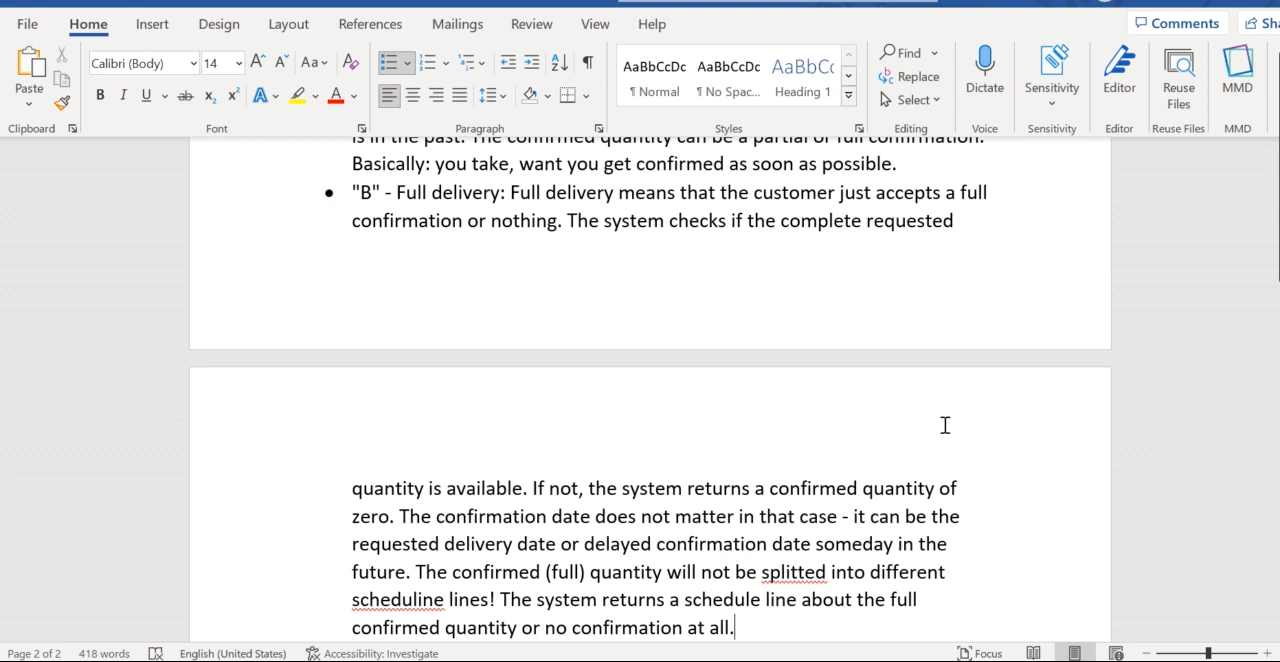 File Home Insert Design Layout References Mailings Review View Help Comments Sha
Calibri (Body) 14 Aa
Paste
B I U ab x₂ x² A A
AaBbCcDc AaBbCcDc AaBbCc
¶ Normal ¶ No Spac... Heading 1
Find
Replace
Select
Dictate Sensitivity Editor Reuse Files MMD
Clipboard Font Paragraph Styles Editing Voice Sensitivity Editor Reuse Files MMD
is in the past. The confirmed quantity can be a partial or full confirmation.
Basically: you take, want you get confirmed as soon as possible.
• "B" - Full delivery: Full delivery means that the customer just accepts a full
confirmation or nothing. The system checks if the complete requested
quantity is available. If not, the system returns a confirmed quantity of
zero. The confirmation date does not matter in that case - it can be the
requested delivery date or delayed confirmation date someday in the
future. The confirmed (full) quantity will not be splitted into different
scheduline lines! The system returns a schedule line about the full
confirmed quantity or no confirmation at all.
Page 2 of 2 418 words English (United States) Accessibility: Investigate Focus